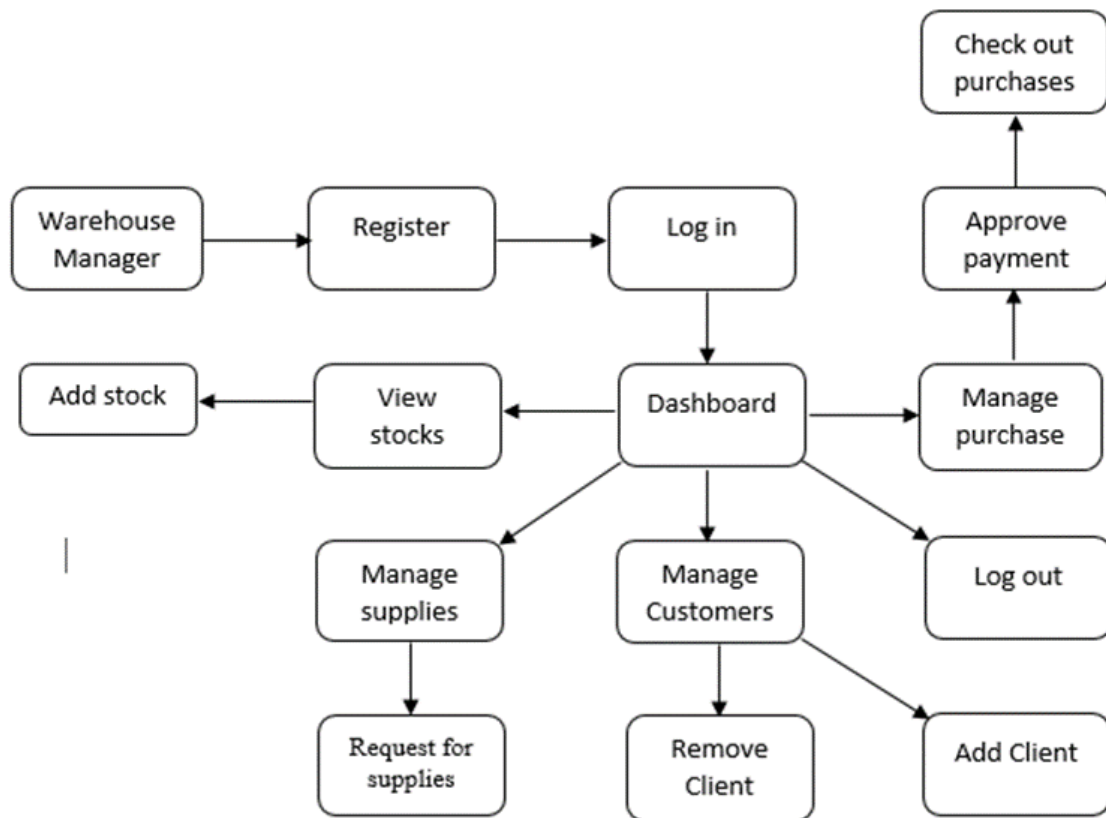 Check out
purchases
Warehouse
Manager
Register
Log in
Approve
payment
Add stock
View
stocks
Dashboard
Manage
purchase
Manage
supplies
Manage
Customers
Log out
Request for
supplies
Remove
Client
Add Client